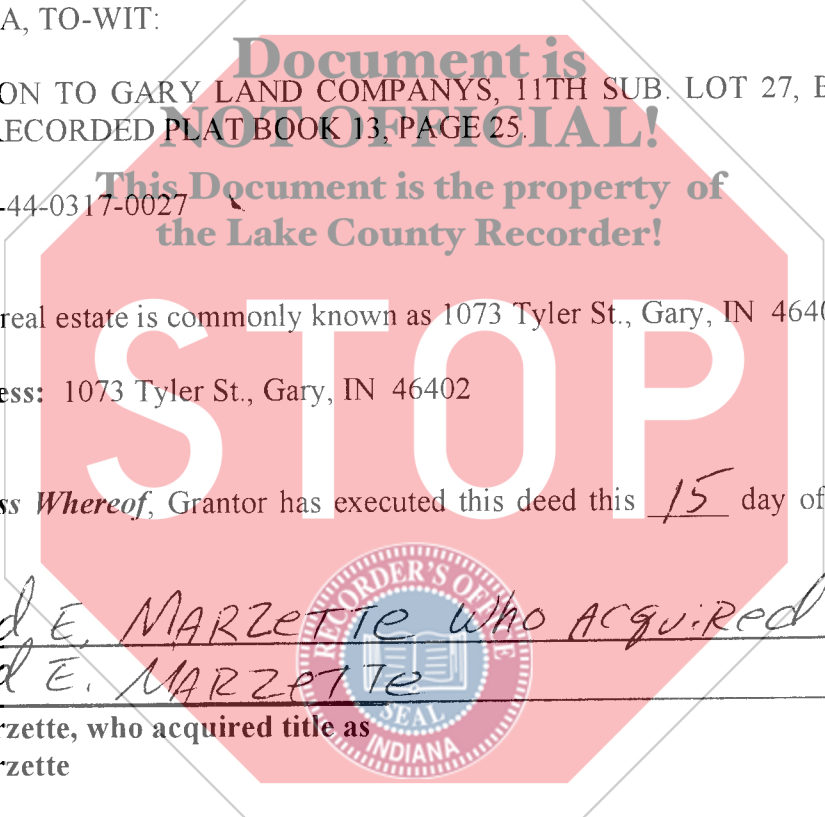 A, TO-WIT:
Document is
ON TO GARY LAND COMPANYS, 11TH SUB. LOT 27, B
RECORDED PLAT BOOK 13, PAGE 25.
NOT OFFICIAL!
This Document is the property of
-44-0317-0027
the Lake County Recorder!
real estate is commonly known as 1073 Tyler St., Gary, IN 4640
ess: 1073 Tyler St., Gary, IN 46402
STOP
ss Whereof, Grantor has executed this deed this 15 day of
RECORDER'S OFFICE
d E. MARZETTE WHO ACQUIRED
d E. MARZETTE
SEAL
INDIANA
rzette, who acquired title as
rzette